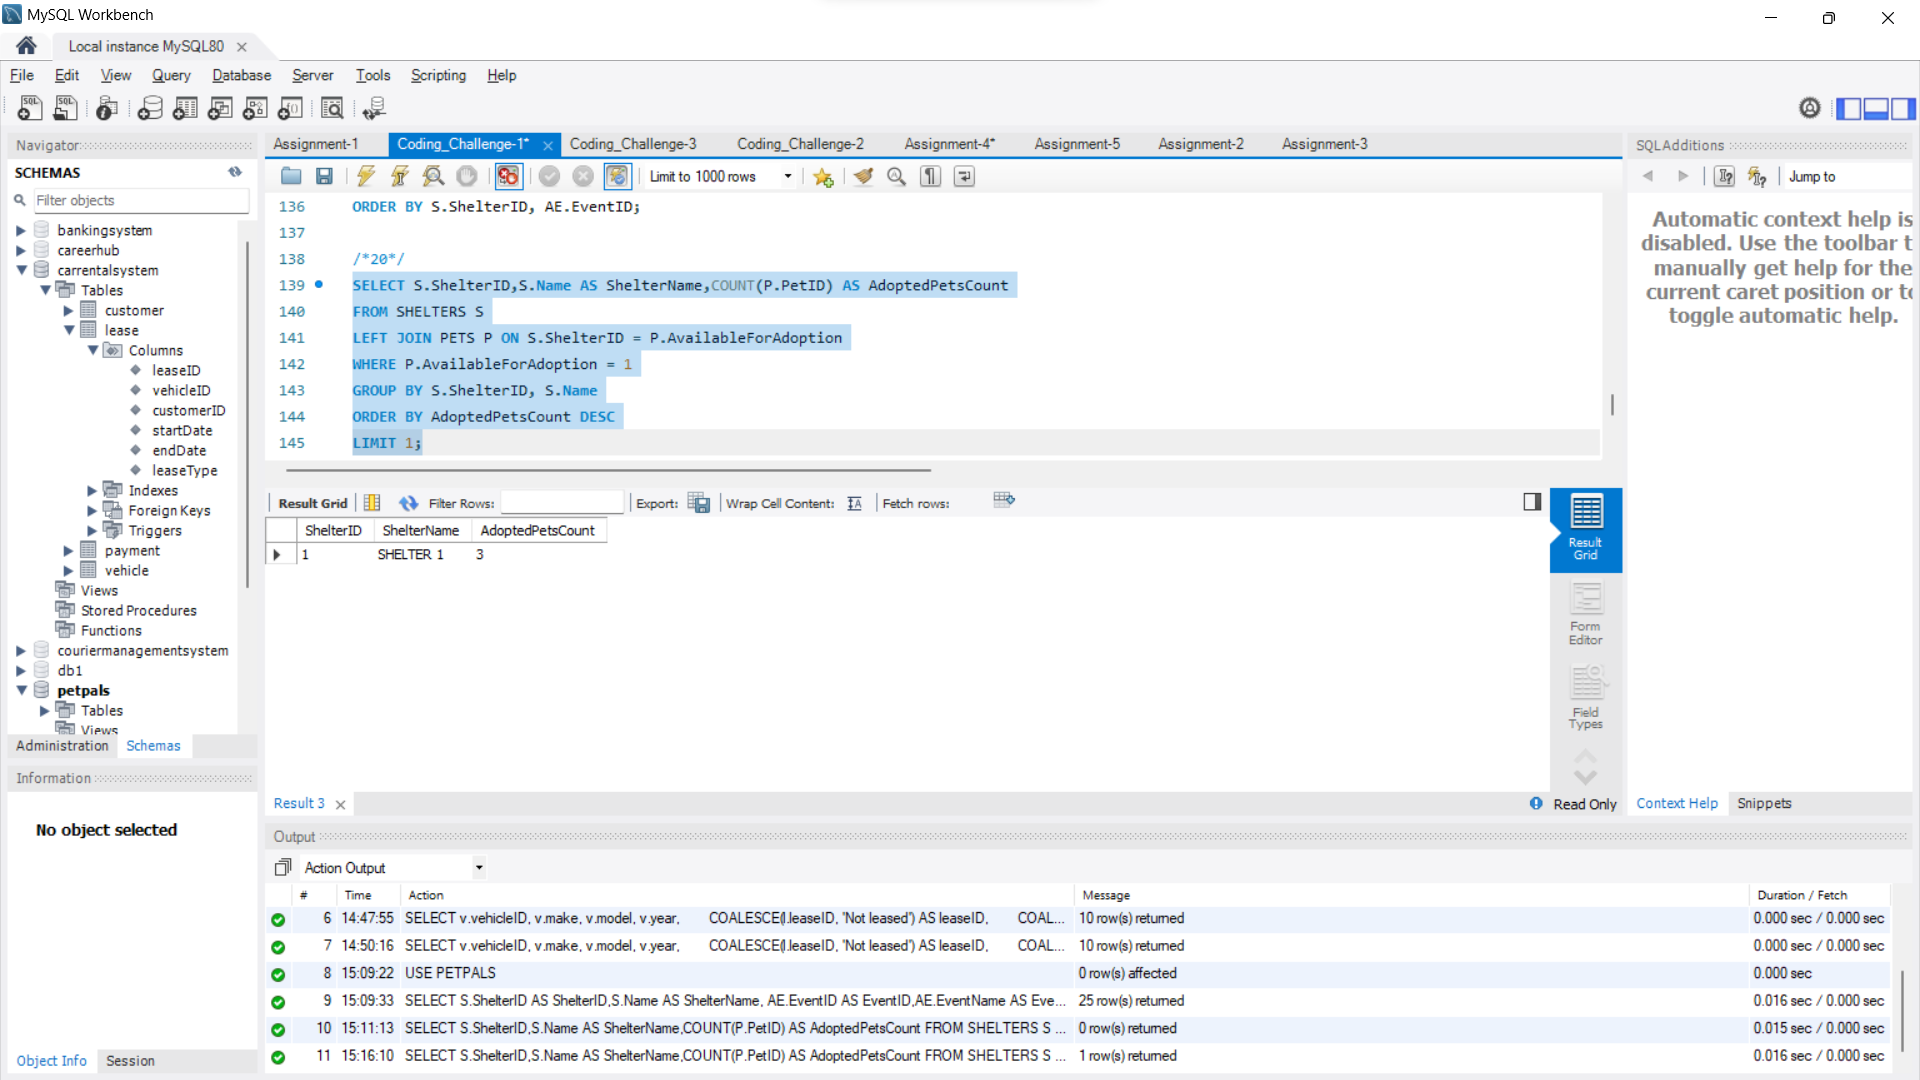 MySQL Workbench
Local instance MySQL80
File Edit View Query Database Server Tools Scripting Help
Navigator
SCHEMAS
Filter objects
bankingsystem
careerhub
carrentalsystem
Tables
customer
lease
Columns
leaseID
vehicleID
customerID
startDate
endDate
leaseType
Indexes
Foreign Keys
Triggers
payment
vehicle
Views
Stored Procedures
Functions
couriermanagementsystem
db1
petpals
Tables
Views
Administration Schemas
Information
No object selected
Object Info Session
Assignment-1 Coding_Challenge-1* Coding_Challenge-3 Coding_Challenge-2 Assignment-4* Assignment-5 Assignment-2 Assignment-3
Limit to 1000 rows
136 ORDER BY S.ShelterID, AE.EventID;
137
138 /*20*/
139 SELECT S.ShelterID,S.Name AS ShelterName,COUNT(P.PetID) AS AdoptedPetsCount
140 FROM SHELTERS S
141 LEFT JOIN PETS P ON S.ShelterID = P.AvailableForAdoption
142 WHERE P.AvailableForAdoption = 1
143 GROUP BY S.ShelterID, S.Name
144 ORDER BY AdoptedPetsCount DESC
145 LIMIT 1;
Result Grid Filter Rows: Export: Wrap Cell Content: Fetch rows:
ShelterID ShelterName AdoptedPetsCount
1 SHELTER 1 3
Result Grid
Form Editor
Field Types
Result 3 Read Only
SQLAdditions
Jump to
Automatic context help is
disabled. Use the toolbar t
manually get help for the
current caret position or to
toggle automatic help.
Context Help Snippets
Output
Action Output
# Time Action Message Duration / Fetch
6 14:47:55 SELECT v.vehicleID, v.make, v.model, v.year, COALESCE(l.leaseID, 'Not leased') AS leaseID, COAL... 10 row(s) returned 0.000 sec / 0.000 sec
7 14:50:16 SELECT v.vehicleID, v.make, v.model, v.year, COALESCE(l.leaseID, 'Not leased') AS leaseID, COAL... 10 row(s) returned 0.000 sec / 0.000 sec
8 15:09:22 USE PETPALS 0 row(s) affected 0.000 sec
9 15:09:33 SELECT S.ShelterID AS ShelterID,S.Name AS ShelterName, AE.EventID AS EventID,AE.EventName AS Eve... 25 row(s) returned 0.016 sec / 0.000 sec
10 15:11:13 SELECT S.ShelterID,S.Name AS ShelterName,COUNT(P.PetID) AS AdoptedPetsCount FROM SHELTERS S ... 0 row(s) returned 0.015 sec / 0.000 sec
11 15:16:10 SELECT S.ShelterID,S.Name AS ShelterName,COUNT(P.PetID) AS AdoptedPetsCount FROM SHELTERS S ... 1 row(s) returned 0.016 sec / 0.000 sec